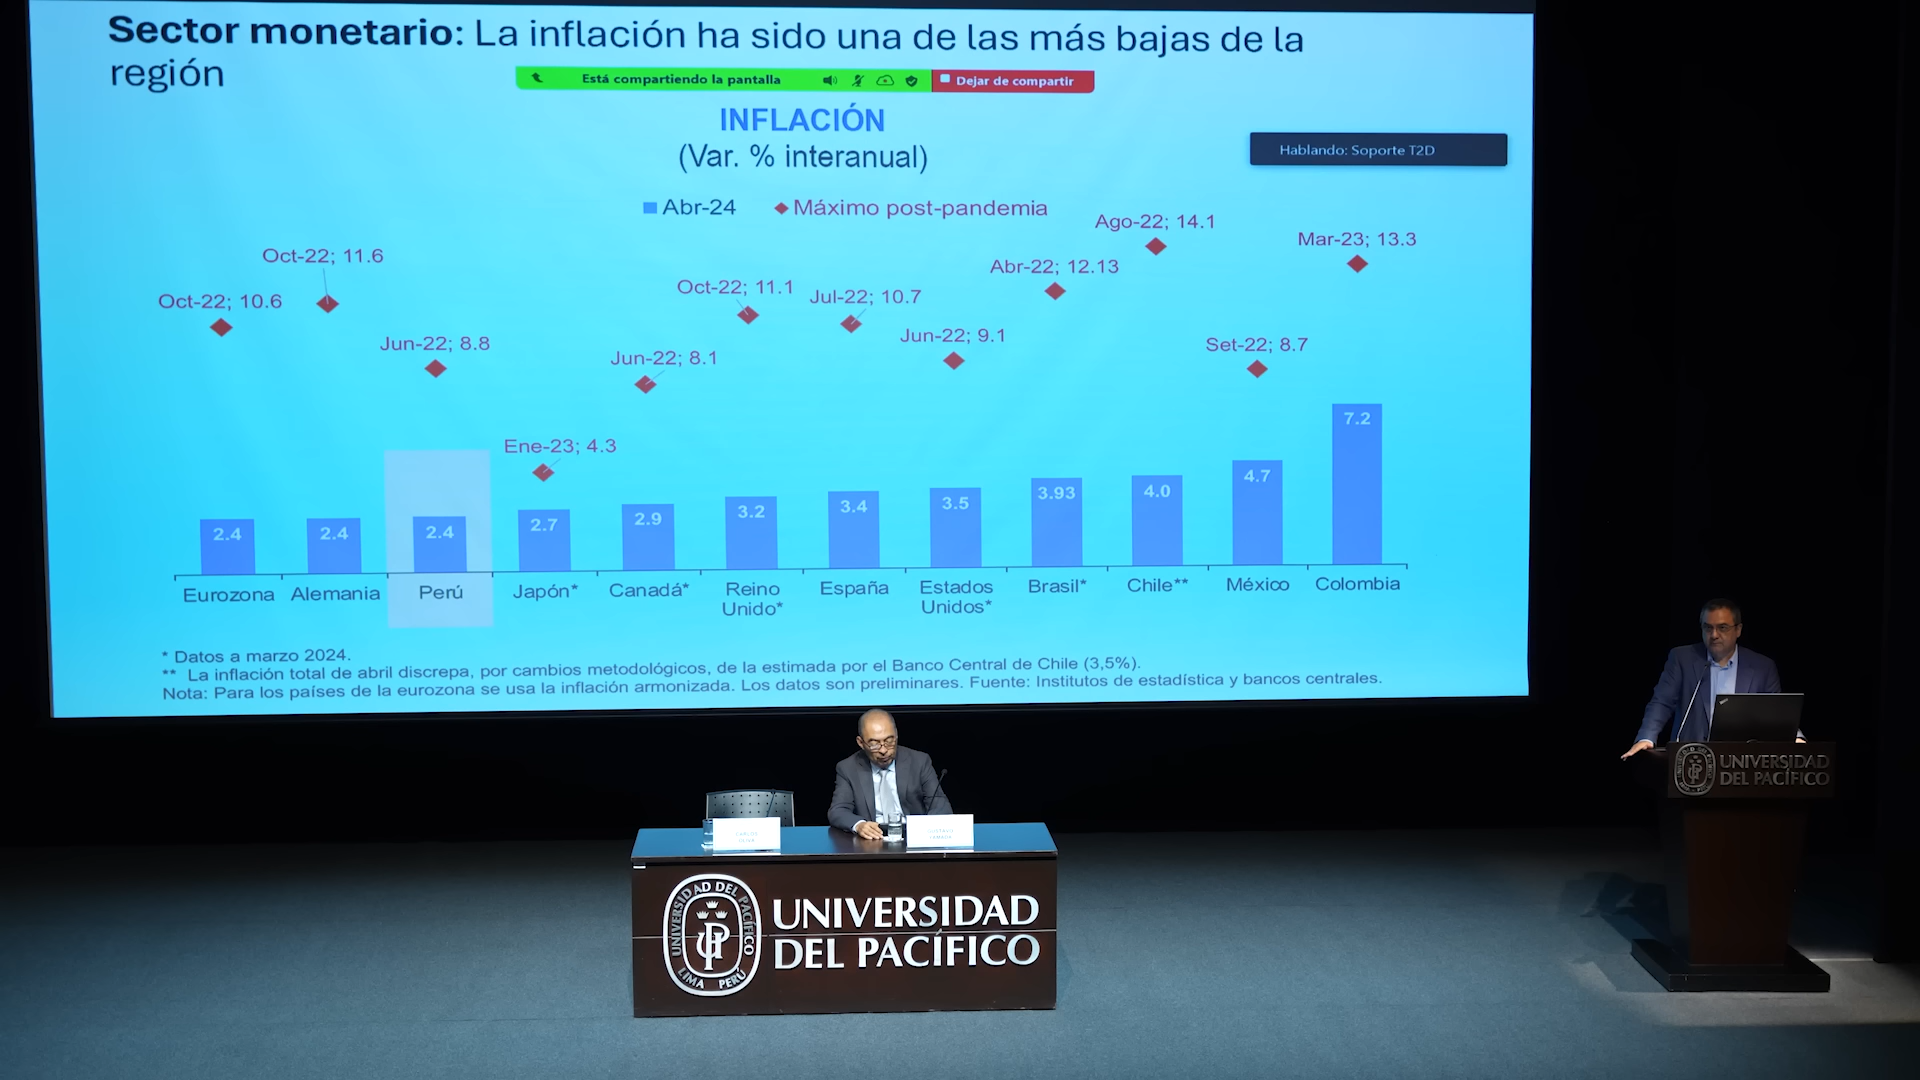 Sector monetario: La inflación ha sido una de las más bajas de la
región
Está compartiendo la pantalla
Dejar de compartir
INFLACIÓN
(Var. % interanual)
Hablando: Soporte T2D
Abr-24
Máximo post-pandemia
Oct-22; 10.6
Oct-22; 11.6
Jun-22; 8.8
Ene-23; 4.3
Jun-22; 8.1
Oct-22; 11.1
Jul-22; 10.7
Jun-22; 9.1
Abr-22; 12.13
Ago-22; 14.1
Set-22; 8.7
Mar-23; 13.3
2.4
2.4
2.4
2.7
2.9
3.2
3.4
3.5
3.93
4.0
4.7
7.2
Eurozona
Alemania
Perú
Japón*
Canadá*
Reino
Unido*
España
Estados
Unidos*
Brasil*
Chile**
México
Colombia
* Datos a marzo 2024.
** La inflación total de abril discrepa, por cambios metodológicos, de la estimada por el Banco Central de Chile (3,5%).
Nota: Para los países de la eurozona se usa la inflación armonizada. Los datos son preliminares. Fuente: Institutos de estadística y bancos centrales.
UNIVERSIDAD
DEL PACÍFICO
UNIVERSIDAD DEL PACÍFICO
LIMA PERÚ
UNIVERSIDAD
DEL PACÍFICO